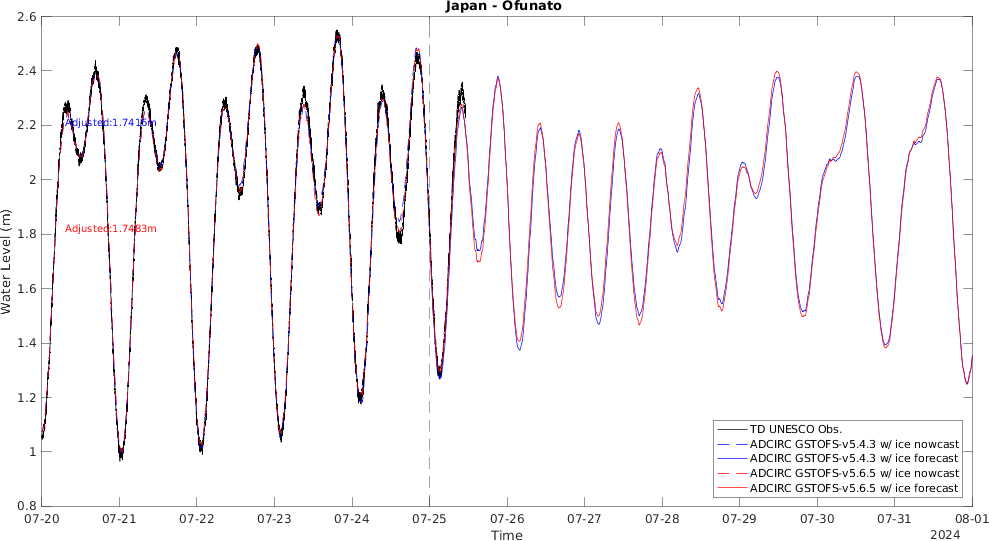 Japan - Ofunato
2.6
2.4
2.2
2
1.8
1.6
1.4
1.2
1
0.8
Water Level (m)
Adjusted:1.7416m
Adjusted:1.7483m
TD UNESCO Obs.
ADCIRC GSTOFS-v5.4.3 w/ ice nowcast
ADCIRC GSTOFS-v5.4.3 w/ ice forecast
ADCIRC GSTOFS-v5.6.5 w/ ice nowcast
ADCIRC GSTOFS-v5.6.5 w/ ice forecast
07-20 07-21 07-22 07-23 07-24 07-25 07-26 07-27 07-28 07-29 07-30 07-31 08-01
Time
2024